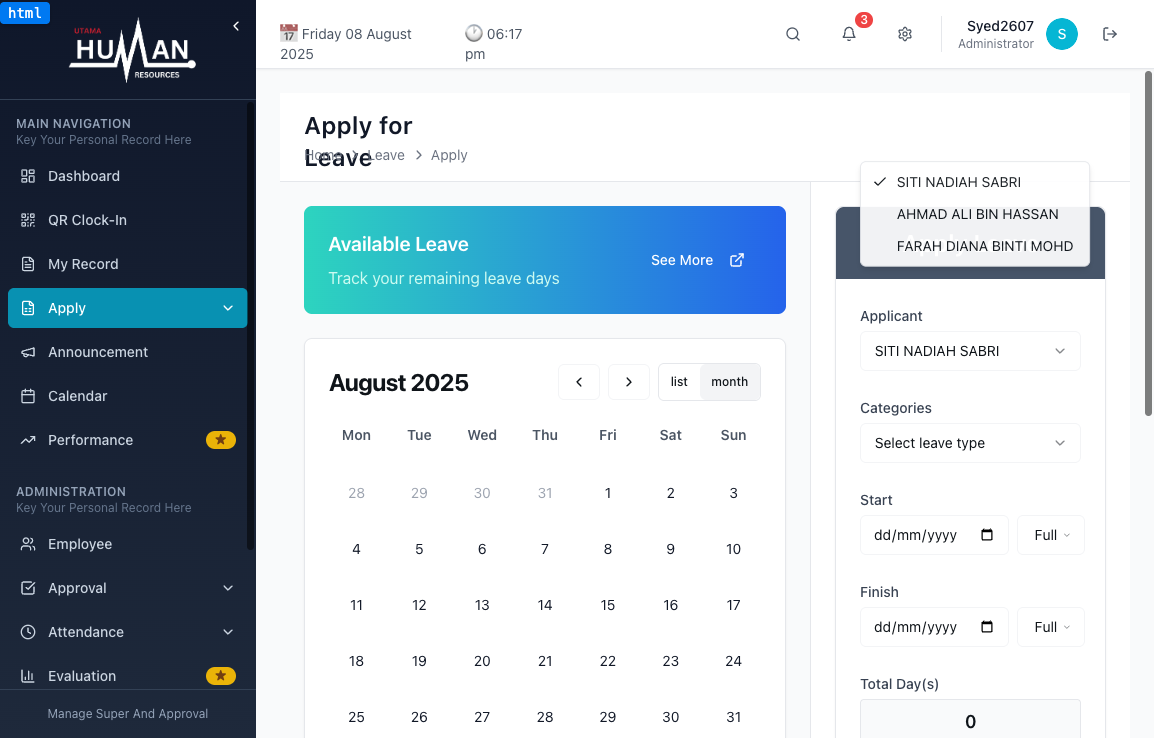 html
UTAMA
HUMAN
RESOURCES
MAIN NAVIGATION
Key Your Personal Record Here
Dashboard
QR Clock-In
My Record
Apply
Announcement
Calendar
Performance
ADMINISTRATION
Key Your Personal Record Here
Employee
Approval
Attendance
Evaluation
Manage Super And Approval
Friday 08 August
2025
06:17
pm
3
Syed2607
Administrator
S
Apply for
Leave
Home > Leave > Apply
Available Leave
Track your remaining leave days
See More
August 2025
list month
Mon Tue Wed Thu Fri Sat Sun
28 29 30 31 1 2 3
4 5 6 7 8 9 10
11 12 13 14 15 16 17
18 19 20 21 22 23 24
25 26 27 28 29 30 31
SITI NADIAH SABRI
AHMAD ALI BIN HASSAN
FARAH DIANA BINTI MOHD
Applicant
SITI NADIAH SABRI
Categories
Select leave type
Start
dd/mm/yyyy Full
Finish
dd/mm/yyyy Full
Total Day(s)
0